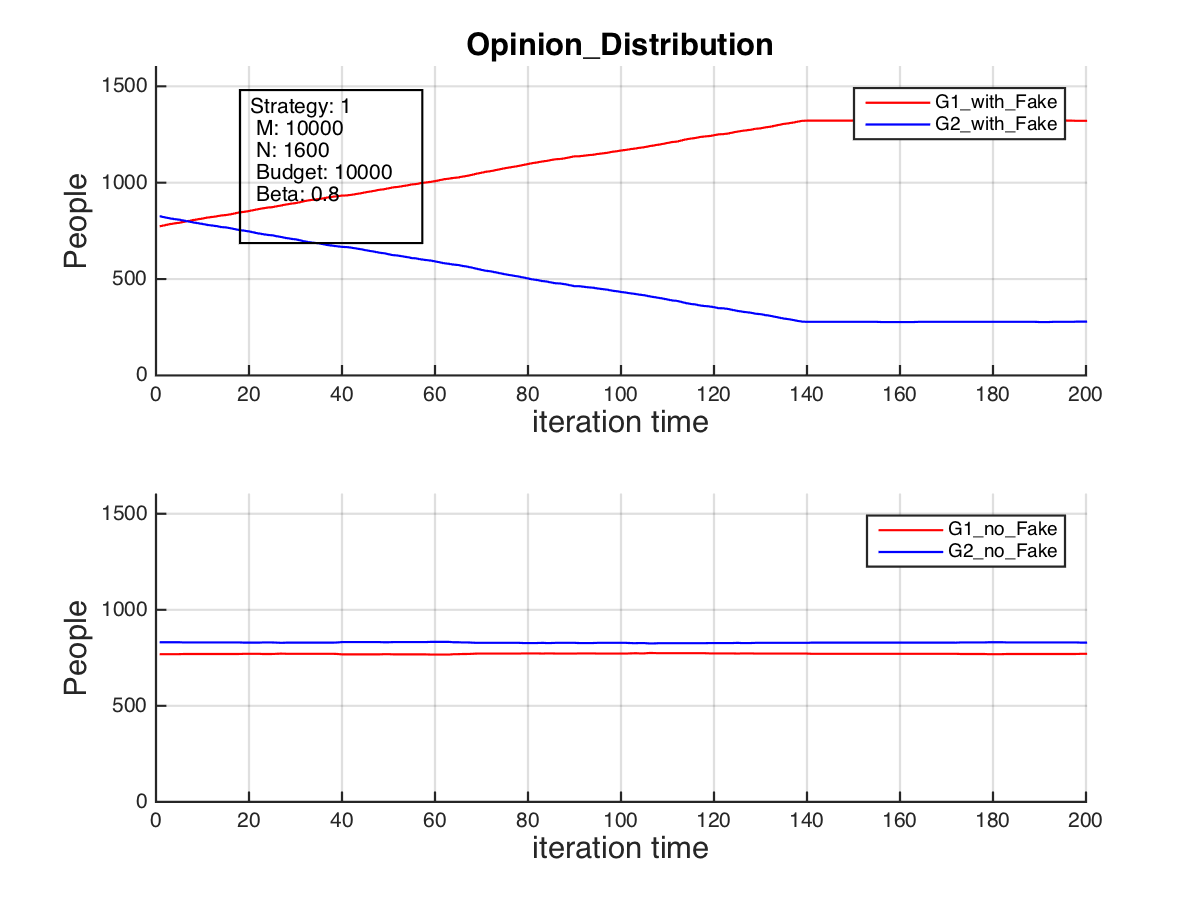 Opinion_Distribution
1500
1000
500
0
People
Strategy: 1
M: 10000
N: 1600
Budget: 10000
Beta: 0.8
G1_with_Fake
G2_with_Fake
0 20 40 60 80 100 120 140 160 180 200
iteration time
1500
1000
500
0
People
G1_no_Fake
G2_no_Fake
0 20 40 60 80 100 120 140 160 180 200
iteration time